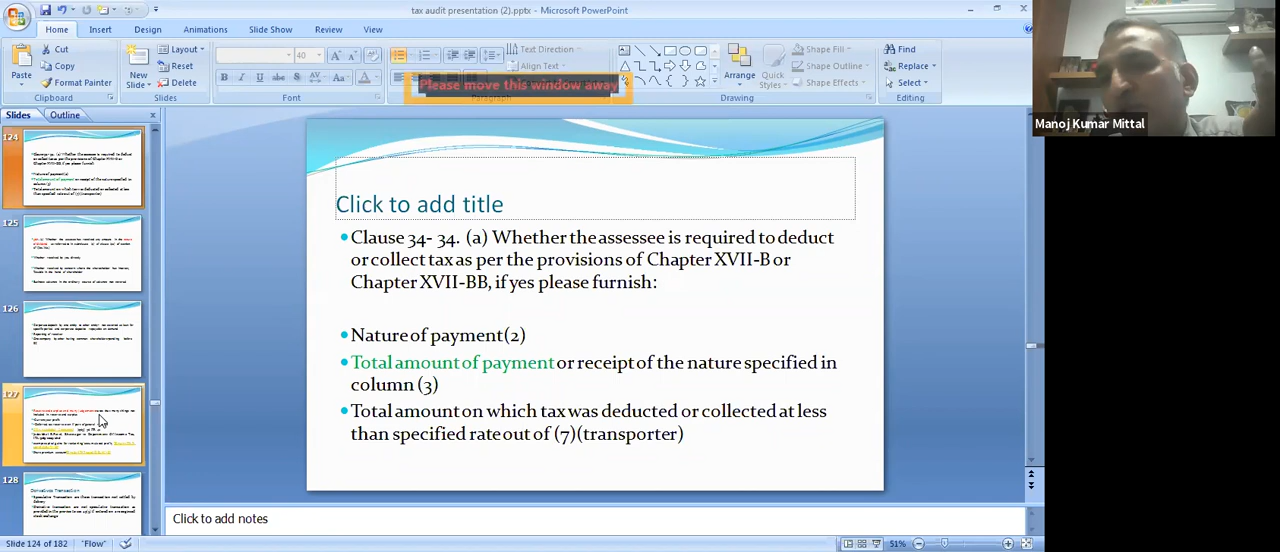 tax audit presentation (2).pptx - Microsoft PowerPoint
Home Insert Design Animations Slide Show Review View
Cut
Copy
Format Painter
Paste
Clipboard
New Slide
Layout
Reset
Delete
Slides
40
Font
Text Direction
Align Text
Please move this window away
Paragraph
Arrange
Quick Styles
Shape Fill
Shape Outline
Shape Effects
Drawing
Find
Replace
Select
Editing
Manoj Kumar Mittal
Slides Outline
124
125
126
127
128
Derivative Transaction
Click to add title
•Clause 34- 34. (a) Whether the assessee is required to deduct
or collect tax as per the provisions of Chapter XVII-B or
Chapter XVII-BB, if yes please furnish:
•Nature of payment(2)
•Total amount of payment or receipt of the nature specified in
column (3)
•Total amount on which tax was deducted or collected at less
than specified rate out of (7)(transporter)
Click to add notes
Slide 124 of 182 "Flow" 51%